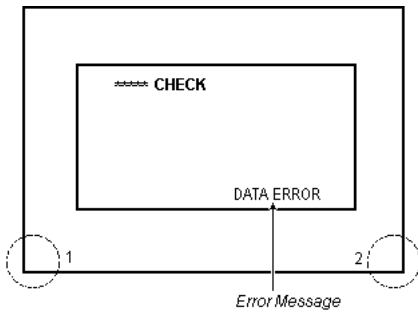 ***** CHECK
DATA ERROR
1
2
Error Message